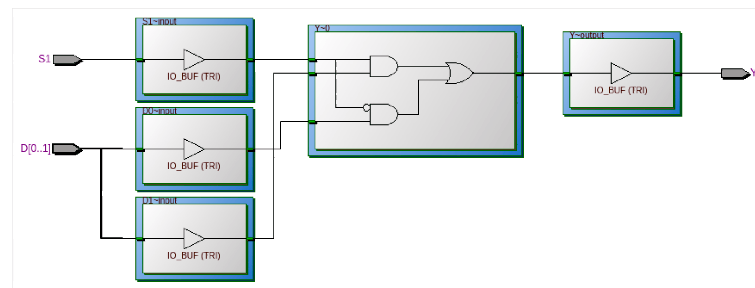 S1~input
Y~0
Y~output
S1
IO_BUF (TRI)
IO_BUF (TRI)
Y
D0~input
D[0..1]
IO_BUF (TRI)
D1~input
IO_BUF (TRI)